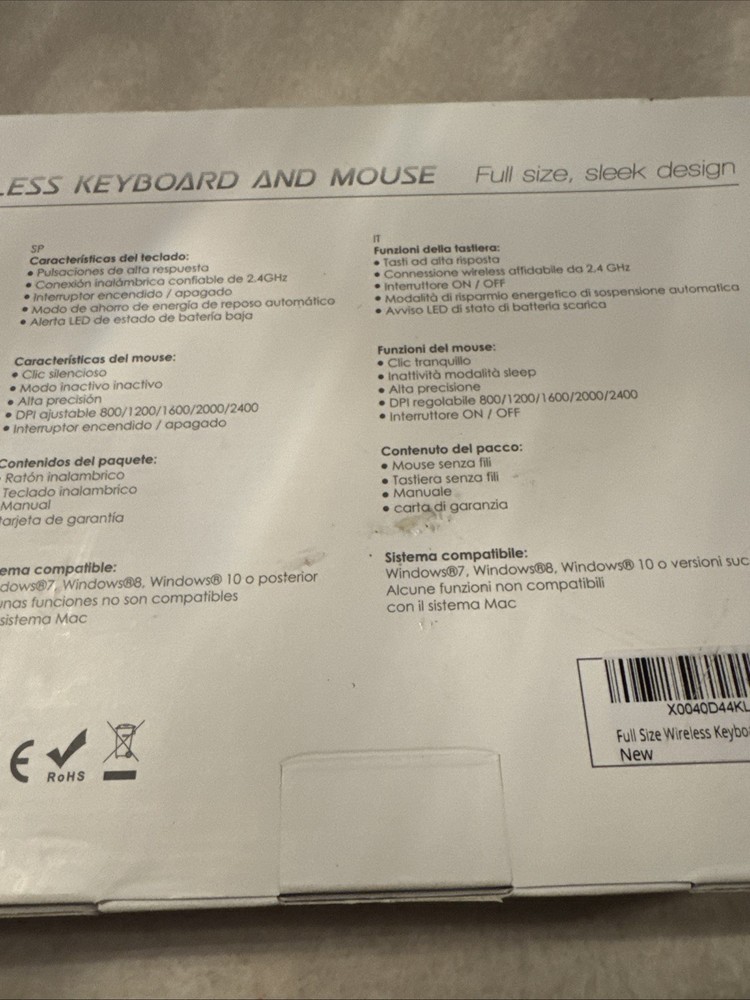 LESS KEYBOARD AND MOUSE Full size, sleek design
SP
Características del teclado:
• Pulsaciones de alta respuesta
• Conexión inalámbrica confiable de 2.4GHz
• Interruptor encendido / apagado
• Modo de ahorro de energía de reposo automático
• Alerta LED de estado de batería baja
Características del mouse:
• Clic silencioso
• Modo inactivo inactivo
• Alta precisión
• DPI ajustable 800/1200/1600/2000/2400
• Interruptor encendido / apagado
Contenidos del paquete:
Ratón inalambrico
Teclado inalambrico
Manual
tarjeta de garantía
ema compatible:
dows®7, Windows®8, Windows® 10 o posterior
unas funciones no son compatibles
sistema Mac
IT
Funzioni della tastiera:
• Tasti ad alta risposta
• Connessione wireless affidabile da 2.4 GHz
• Interruttore ON / OFF
• Modalità di risparmio energetico di sospensione automatica
• Avviso LED di stato di batteria scarica
Funzioni del mouse:
• Clic tranquillo
• Inattività modalità sleep
• Alta precisione
• DPI regolabile 800/1200/1600/2000/2400
• Interruttore ON / OFF
Contenuto del pacco:
• Mouse senza fili
• Tastiera senza fili
• Manuale
• carta di garanzia
Sistema compatibile:
Windows®7, Windows®8, Windows® 10 o versioni suc
Alcune funzioni non compatibili
con il sistema Mac
X0040D44KL
Full Size Wireless Keybo
New
CE
RoHS